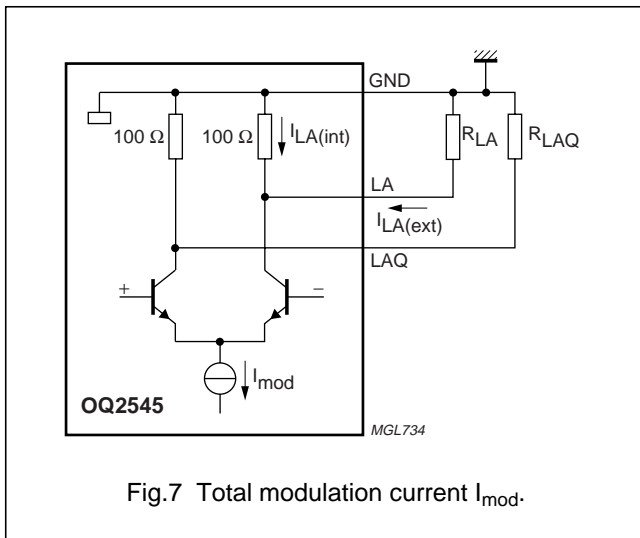 GND
100 Ω
100 Ω
I_LA(int)
R_LA
R_LAQ
LA
I_LA(ext)
LAQ
+
−
I_mod
OQ2545
MGL734
Fig.7 Total modulation current I_mod.